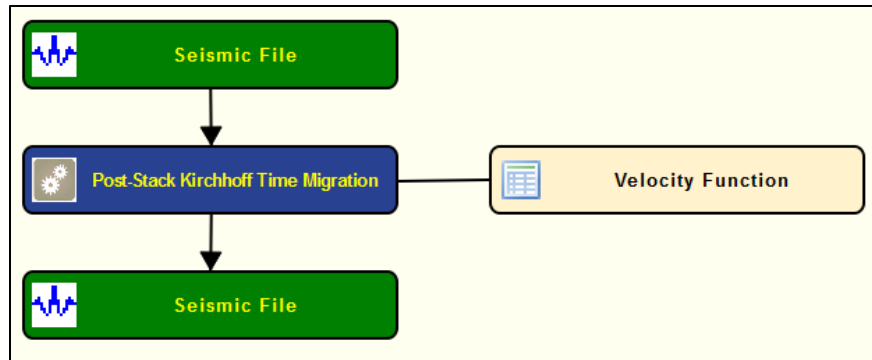 Seismic File
Post-Stack Kirchhoff Time Migration
Velocity Function
Seismic File